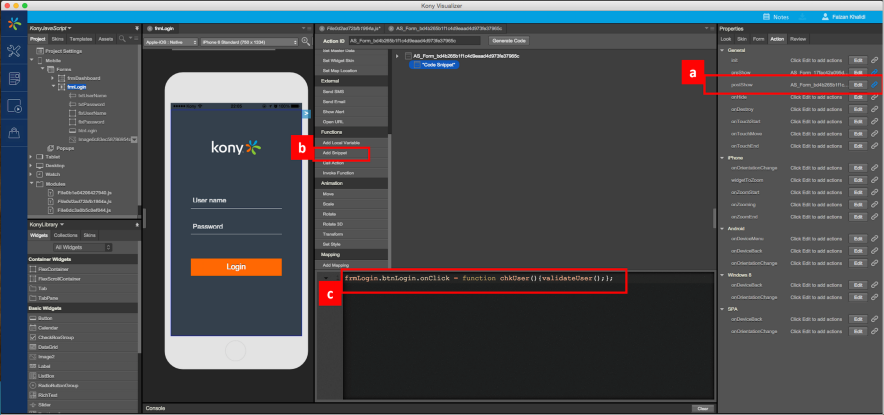 Kony Visualizer
Notes
Faizan Khalidi
KonyJavaScript
Project Skins Templates Assets
Project Settings
Mobile
Forms
frmDashboard
frmLogin
txtUserName
txtPassword
flxUserName
flxPassword
btnLogin
Popups
Tablet
Desktop
Watch
Modules
KonyLibrary
Widgets Collections Skins
All Widgets
Container Widgets
FlexContainer
FlexScrollContainer
Tab
TabPane
Basic Widgets
Button
Calendar
CheckBoxGroup
DataGrid
Image2
Label
ListBox
RadioButtonGroup
RichText
Slider
frmLogin
Apple iOS : Native
iPhone 6 Standard (750 x 1334)
kony
User name
Password
Login
Console
Clear
Action ID
Generate Code
Set Master Data
Set Widget Skin
Set Map Location
External
Send SMS
Send Email
Show Alert
Open URL
Functions
Add Local Variable
b
Add Snippet
Call Action
Invoke Function
Animation
Move
Scale
Rotate
Rotate 3D
Transform
Set Style
Mapping
Add Mapping
"Code Snippet"
c
frmLogin.btnLogin.onClick = function chkUser(){validateUser();};
Properties
Look Skin Form Action Review
General
init Click Edit to add actions Edit
a
preShow Edit
postShow Edit
onHide Click Edit to add actions Edit
onDestroy Click Edit to add actions Edit
onTouchStart Click Edit to add actions Edit
onTouchMove Click Edit to add actions Edit
onTouchEnd Click Edit to add actions Edit
iPhone
onOrientationChange Click Edit to add actions Edit
widgetToZoom Click Edit to add actions Edit
onZoomStart Click Edit to add actions Edit
onZooming Click Edit to add actions Edit
onZoomEnd Click Edit to add actions Edit
Android
onDeviceMenu Click Edit to add actions Edit
onDeviceBack Click Edit to add actions Edit
onOrientationChange Click Edit to add actions Edit
Windows 8
onDeviceBack Click Edit to add actions Edit
onOrientationChange Click Edit to add actions Edit
SPA
onDeviceBack Click Edit to add actions Edit
onOrientationChange Click Edit to add actions Edit